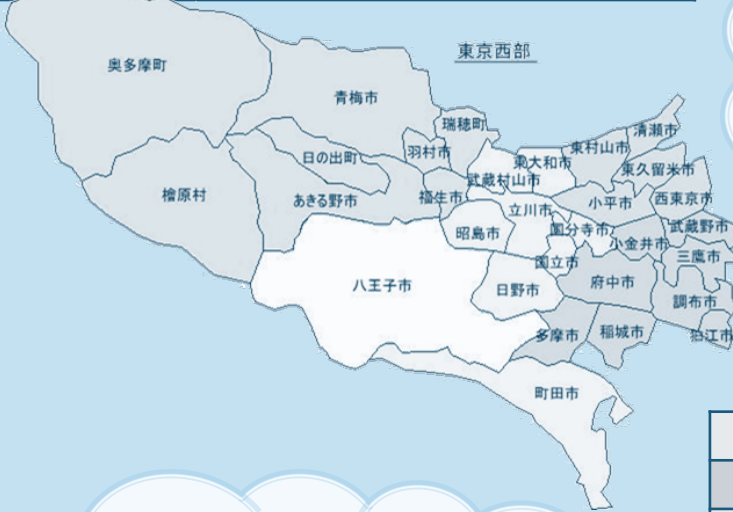 東京西部
奥多摩町
青梅市
瑞穂町
清瀬市
羽村市
東村山市
日の出町
東大和市
東久留米市
武蔵村山市
檜原村
あきる野市
福生市
小平市
西東京市
立川市
昭島市
国分寺市
武蔵野市
小金井市
三鷹市
国立市
八王子市
日野市
府中市
調布市
多摩市
稲城市
狛江市
町田市